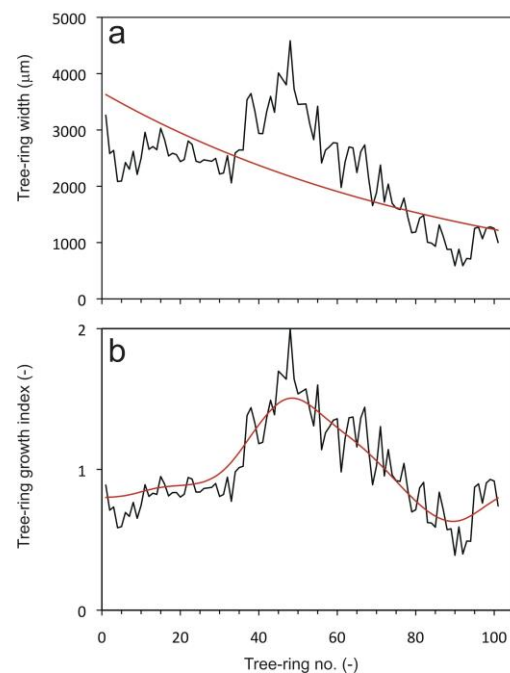 a
5000
4000
3000
2000
1000
0
Tree-ring width (µm)
b
2
1
0
Tree-ring growth index (-)
0 20 40 60 80 100
Tree-ring no. (-)